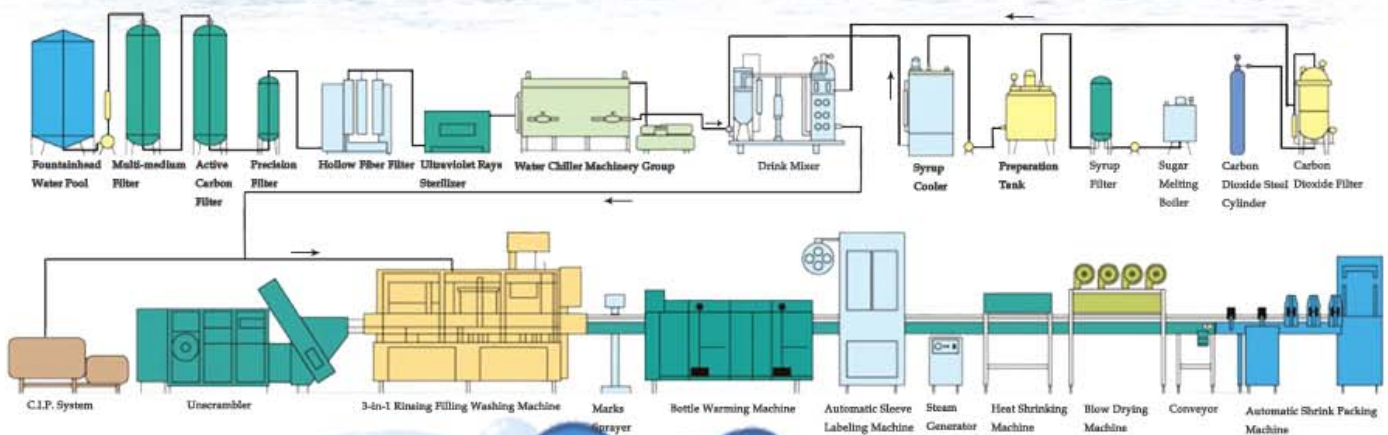 Fountainhead
Water Pool
Multi-medium
Filter
Active
Carbon
Filter
Precision
Filter
Hollow Fiber Filter
Ultraviolet Rays
Sterilizer
Water Chiller Machinery Group
Drink Mixer
Syrup
Cooler
Preparation
Tank
Syrup
Filter
Sugar
Melting
Boiler
Carbon
Dioxide Steel
Cylinder
Carbon
Dioxide Filter
C.I.P. System
Unscrambler
3-in-1 Rinsing Filling Washing Machine
Marks
Sprayer
Bottle Warming Machine
Automatic Sleeve
Labeling Machine
Steam
Generator
Heat Shrinking
Machine
Blow Drying
Machine
Conveyor
Automatic Shrink Packing
Machine